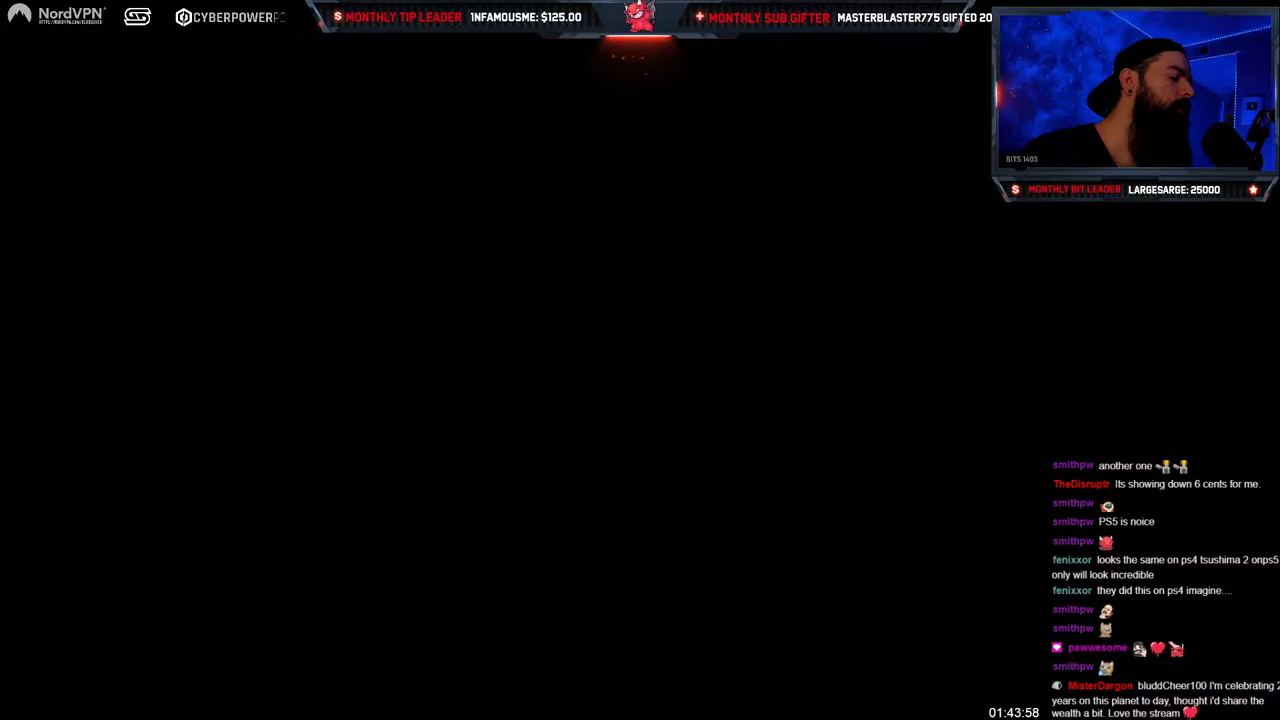 NordVPN
CYBERPOWERPC
$ MONTHLY TIP LEADER 1NFAMOUSME: $125.00
+ MONTHLY SUB GIFTER MASTERBLASTER775 GIFTED 20
BITS 1403
$ MONTHLY BIT LEADER LARGESARGE: 25000
smithpw another one
TheDisruptr Its showing down 6 cents for me.
smithpw
smithpw PS5 is noice
smithpw
fenixxor looks the same on ps4 tsushima 2 onps5
only will look incredible
fenixxor they did this on ps4 imagine....
smithpw
smithpw
pawwesome
smithpw
MisterDargon bluddCheer100 I'm celebrating 2
years on this planet to day, thought i'd share the
wealth a bit. Love the stream
01:43:58